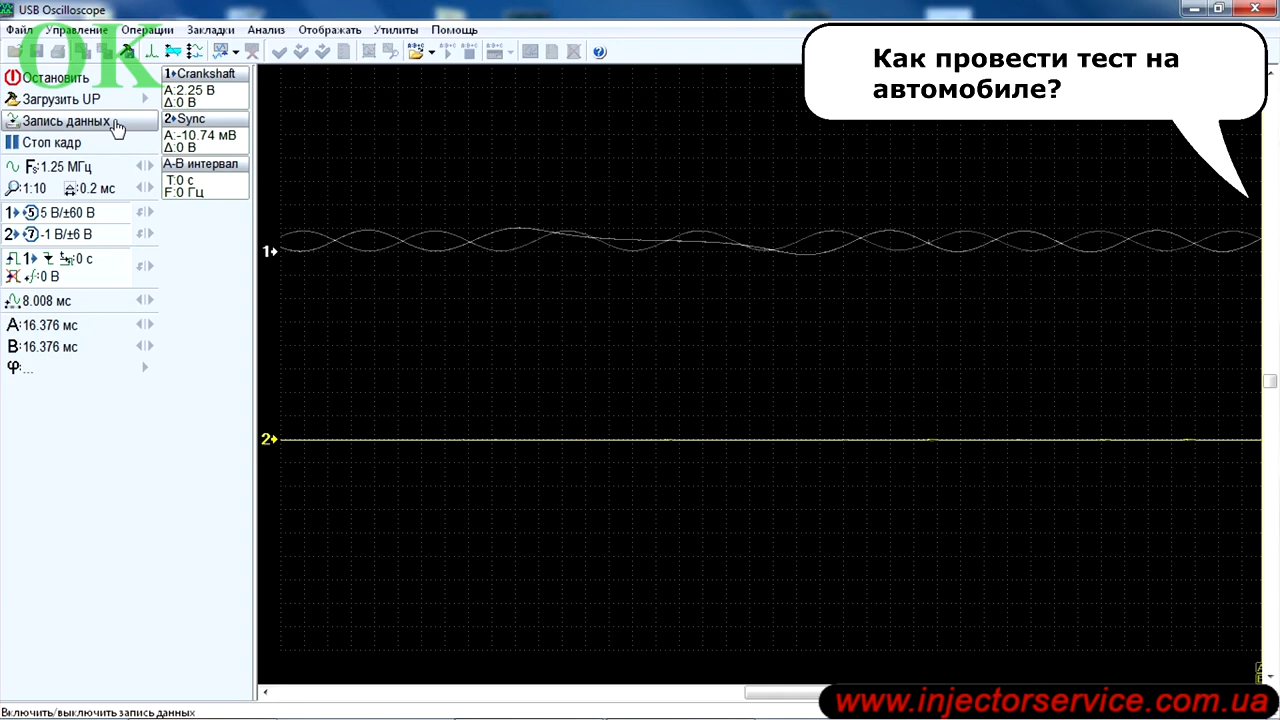 USB Oscilloscope
Файл Управление Операции Закладки Анализ Отображать Утилиты Помощь
OK
Остановить
Загрузить UP
Запись данных
Стоп кадр
Fs:1.25 МГц
1:10 0.2 мс
1 5 5 В/±60 В
2 7 -1 В/±6 В
1 :0 с
:0 В
8.008 мс
A:16.376 мс
B:16.376 мс
φ:...
1 Crankshaft
A:2.25 В
Δ:0 В
2 Sync
A:-10.74 мВ
Δ:0 В
A-B интервал
T:0 с
F:0 Гц
Как провести тест на
автомобиле?
1
2
Включить/выключить запись данных
www.injectorservice.com.ua